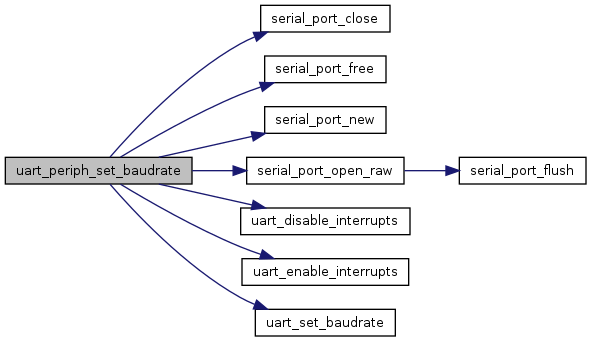 serial_port_close
serial_port_free
serial_port_new
uart_periph_set_baudrate
serial_port_open_raw
serial_port_flush
uart_disable_interrupts
uart_enable_interrupts
uart_set_baudrate